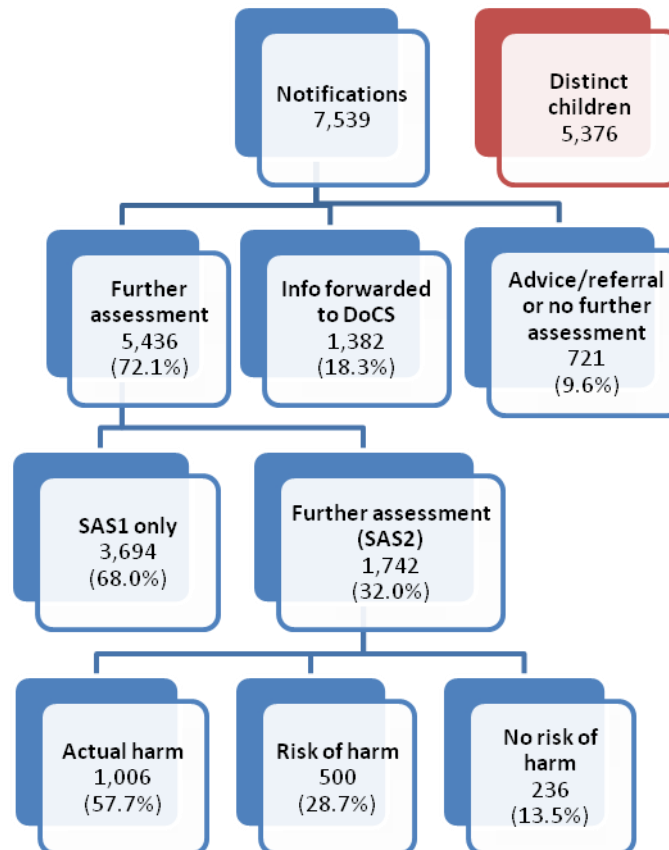 Notifications
7,539
Distinct
children
5,376
Further
assessment
5,436
(72.1%)
Info forwarded
to DoCS
1,382
(18.3%)
Advice/referral
or no further
assessment
721
(9.6%)
SAS1 only
3,694
(68.0%)
Further assessment
(SAS2)
1,742
(32.0%)
Actual harm
1,006
(57.7%)
Risk of harm
500
(28.7%)
No risk of
harm
236
(13.5%)